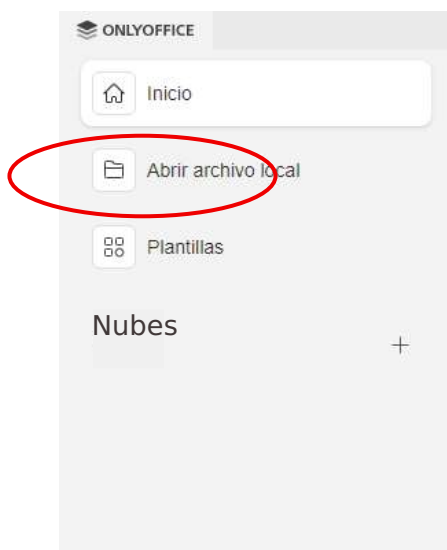 ONLYOFFICE
Inicio
Abrir archivo local
Plantillas
Nubes
+